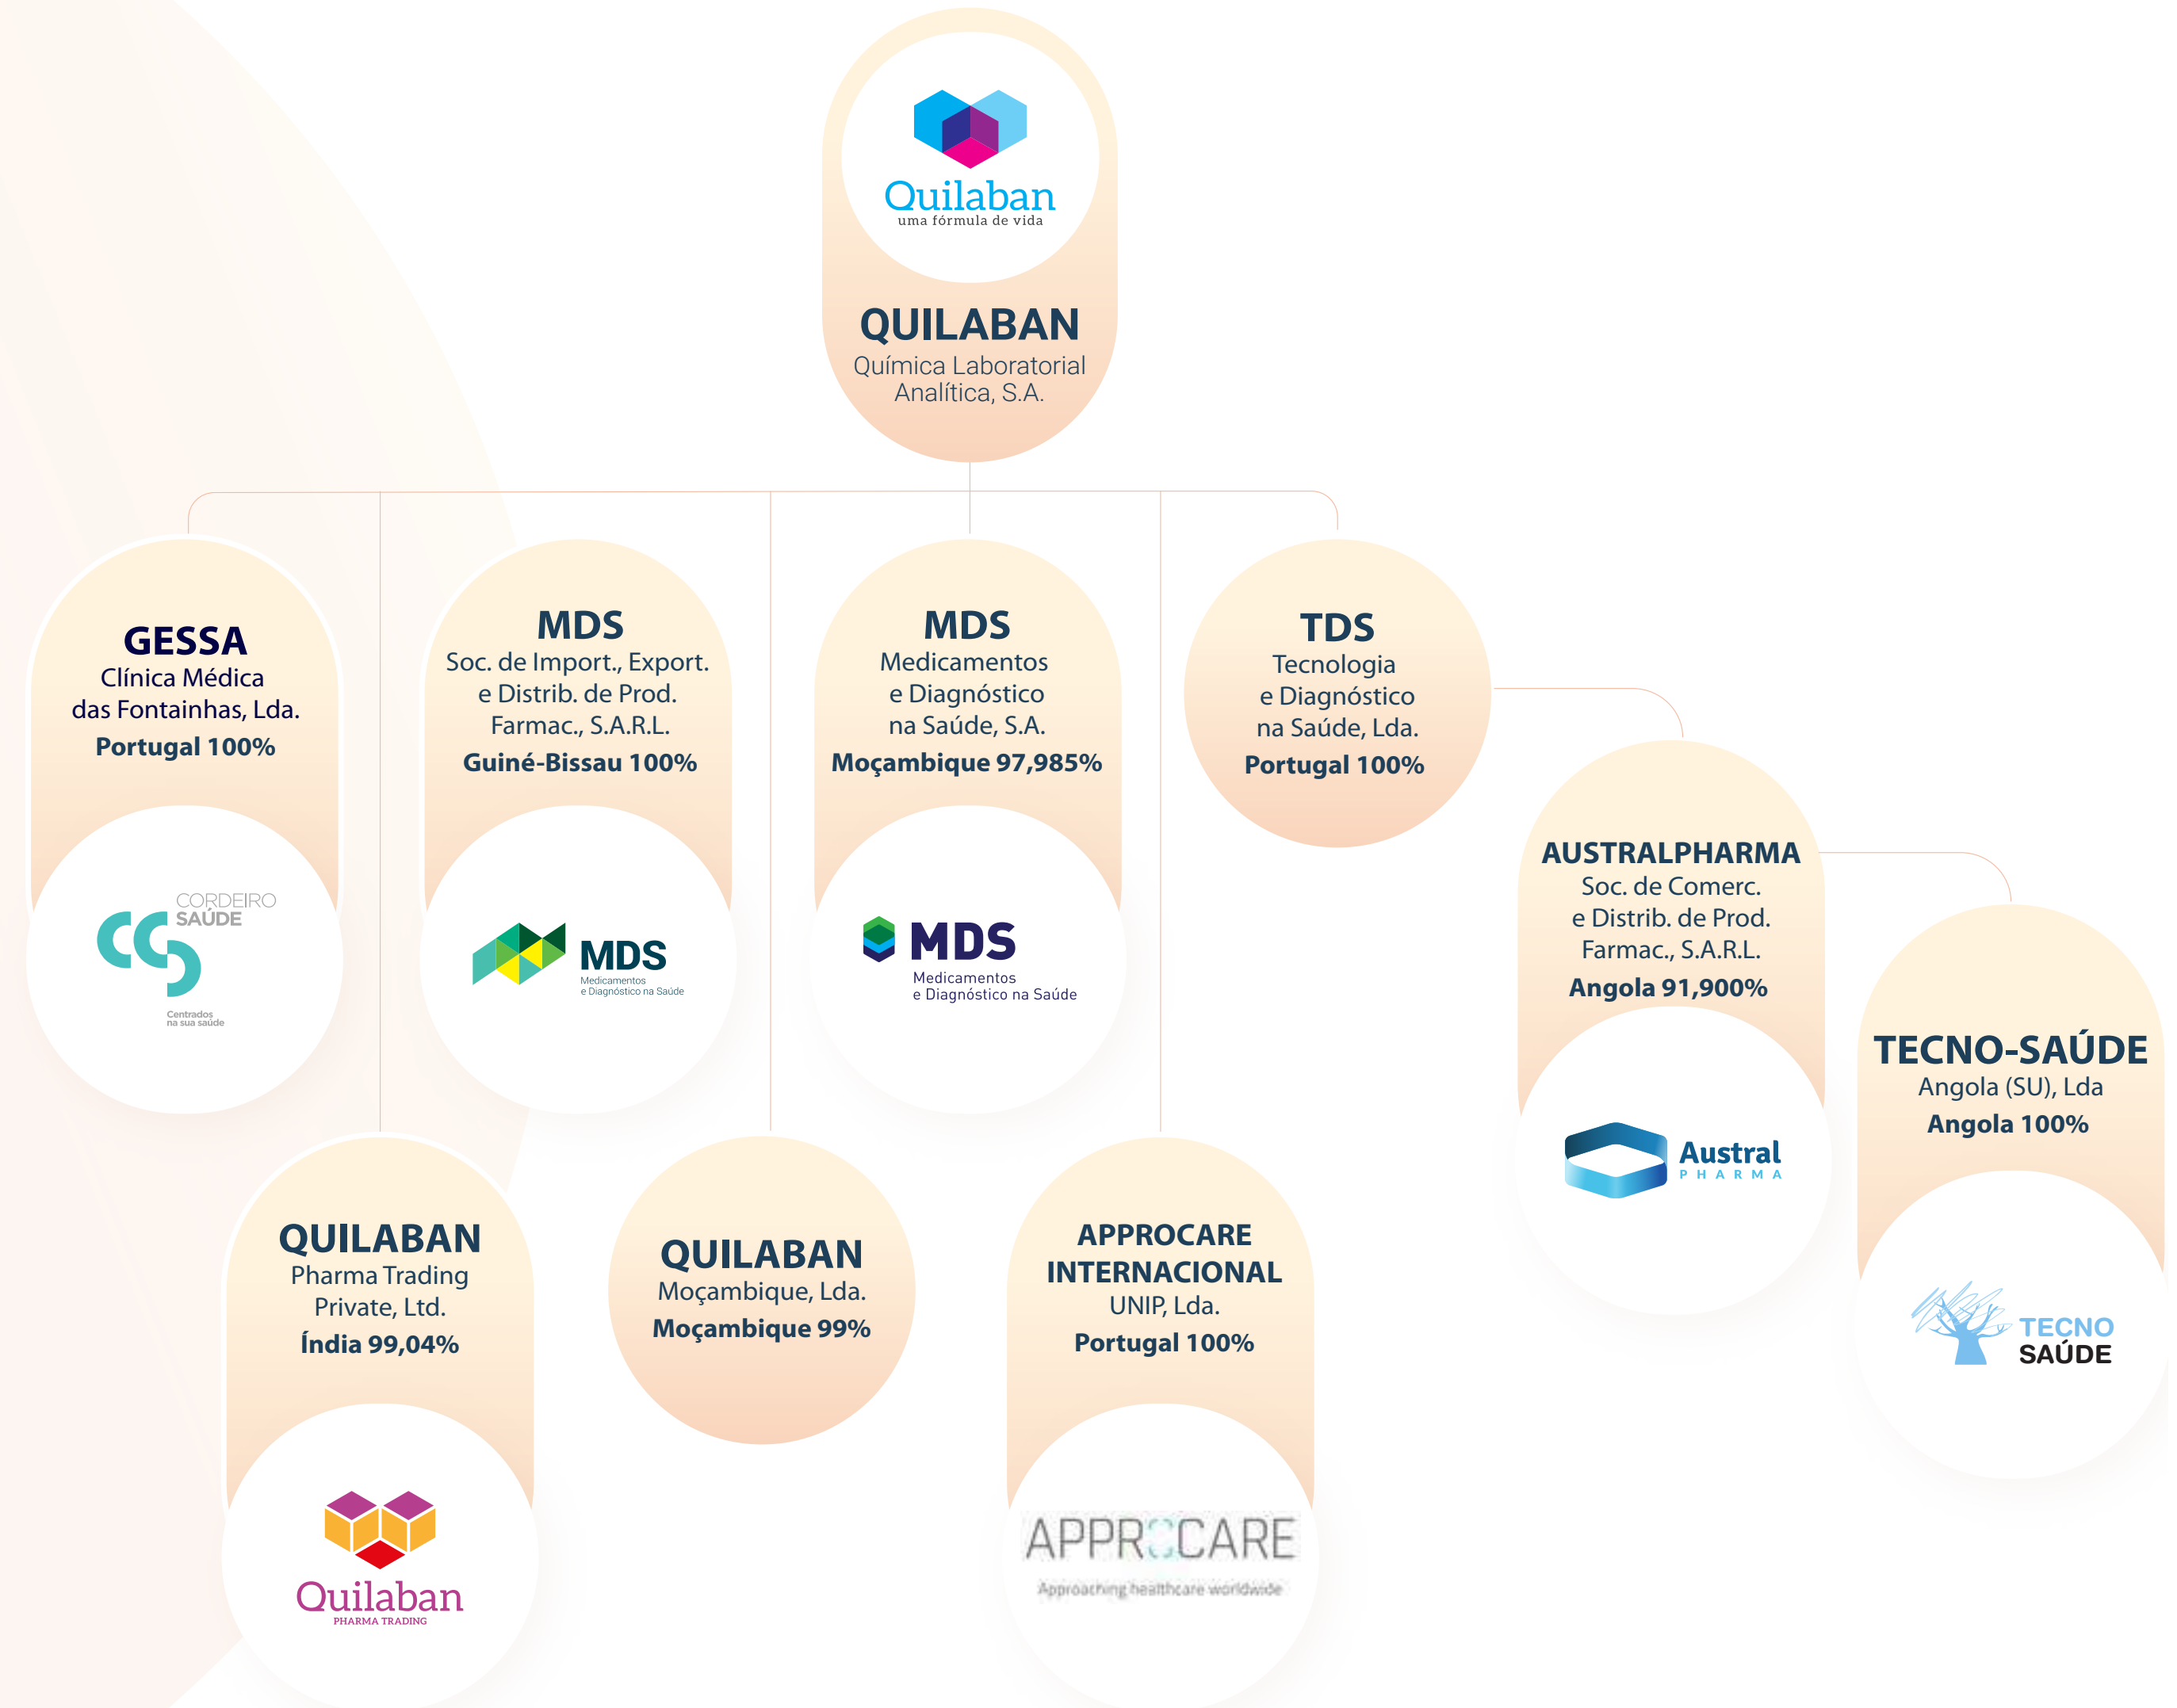 Quilaban
uma fórmula de vida
QUILABAN
Química Laboratorial
Analítica, S.A.
GESSA
Clínica Médica
das Fontainhas, Lda.
Portugal 100%
CORDEIRO
SAÚDE
CS
Centrados
na sua saúde
MDS
Soc. de Import., Export.
e Distrib. de Prod.
Farmac., S.A.R.L.
Guiné-Bissau 100%
MDS
Medicamentos
e Diagnóstico na Saúde
MDS
Medicamentos
e Diagnóstico
na Saúde, S.A.
Moçambique 97,985%
MDS
Medicamentos
e Diagnóstico na Saúde
TDS
Tecnologia
e Diagnóstico
na Saúde, Lda.
Portugal 100%
AUSTRALPHARMA
Soc. de Comerc.
e Distrib. de Prod.
Farmac., S.A.R.L.
Angola 91,900%
Austral
PHARMA
TECNO-SAÚDE
Angola (SU), Lda
Angola 100%
TECNO
SAÚDE
QUILABAN
Pharma Trading
Private, Ltd.
Índia 99,04%
Quilaban
PHARMA TRADING
QUILABAN
Moçambique, Lda.
Moçambique 99%
APPROCARE
INTERNACIONAL
UNIP, Lda.
Portugal 100%
APPROCARE
Approaching healthcare worldwide